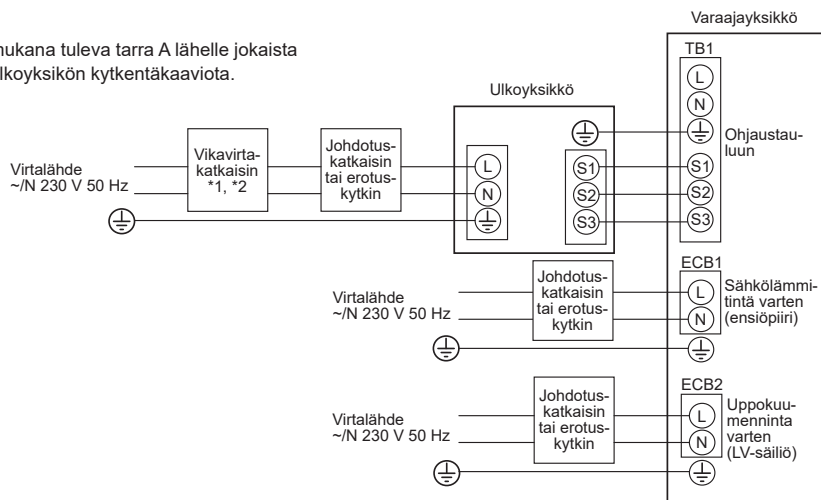 Varaajayksikkö
mukana tuleva tarra A lähelle jokaista
ulkoyksikön kytkentäkaaviota.
TB1
L
N
Ohjaustau-
luun
S1
S2
S3
Ulkoyksikkö
L
N
S1
S2
S3
Virtalähde
~/N 230 V 50 Hz
Vikavirta-
katkaisin
*1, *2
Johdotus-
katkaisin
tai erotus-
kytkin
ECB1
Virtalähde
~/N 230 V 50 Hz
Johdotus-
katkaisin
tai erotus-
kytkin
L
N
Sähkölämmi-
tintä varten
(ensiöpiiri)
ECB2
Virtalähde
~/N 230 V 50 Hz
Johdotus-
katkaisin
tai erotus-
kytkin
L
N
Uppokuu-
menninta
varten
(LV-säiliö)